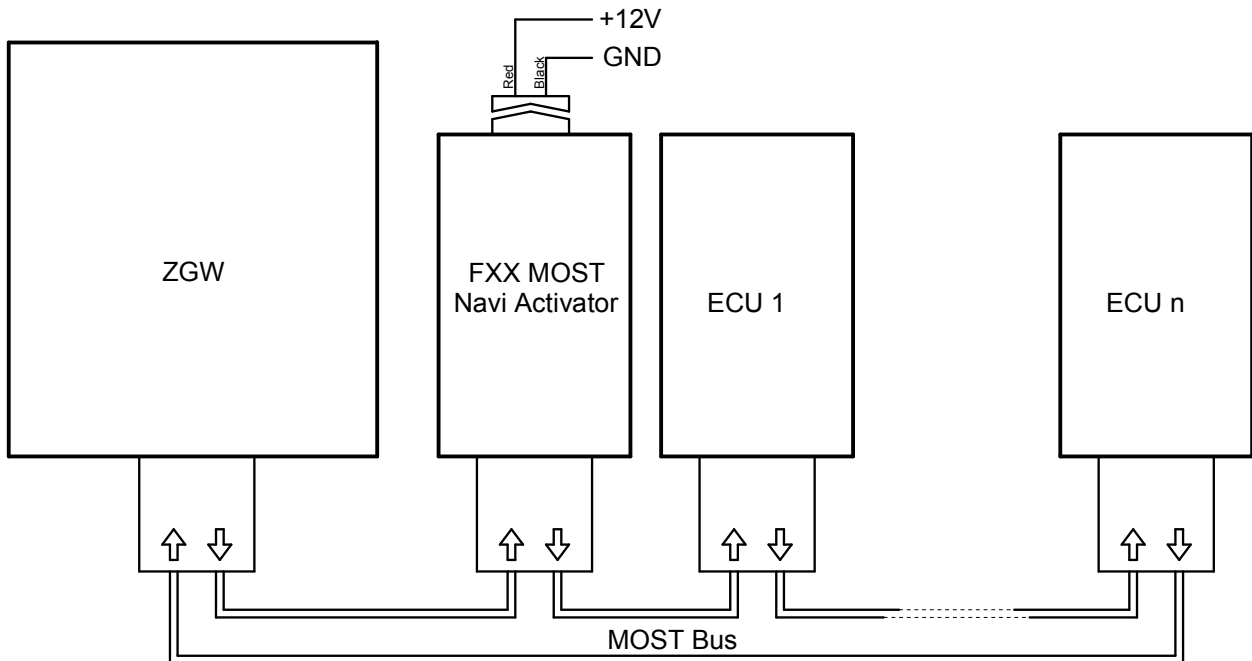 +12V
GND
Red
Black
ZGW
FXX MOST
Navi Activator
ECU 1
ECU n
MOST Bus